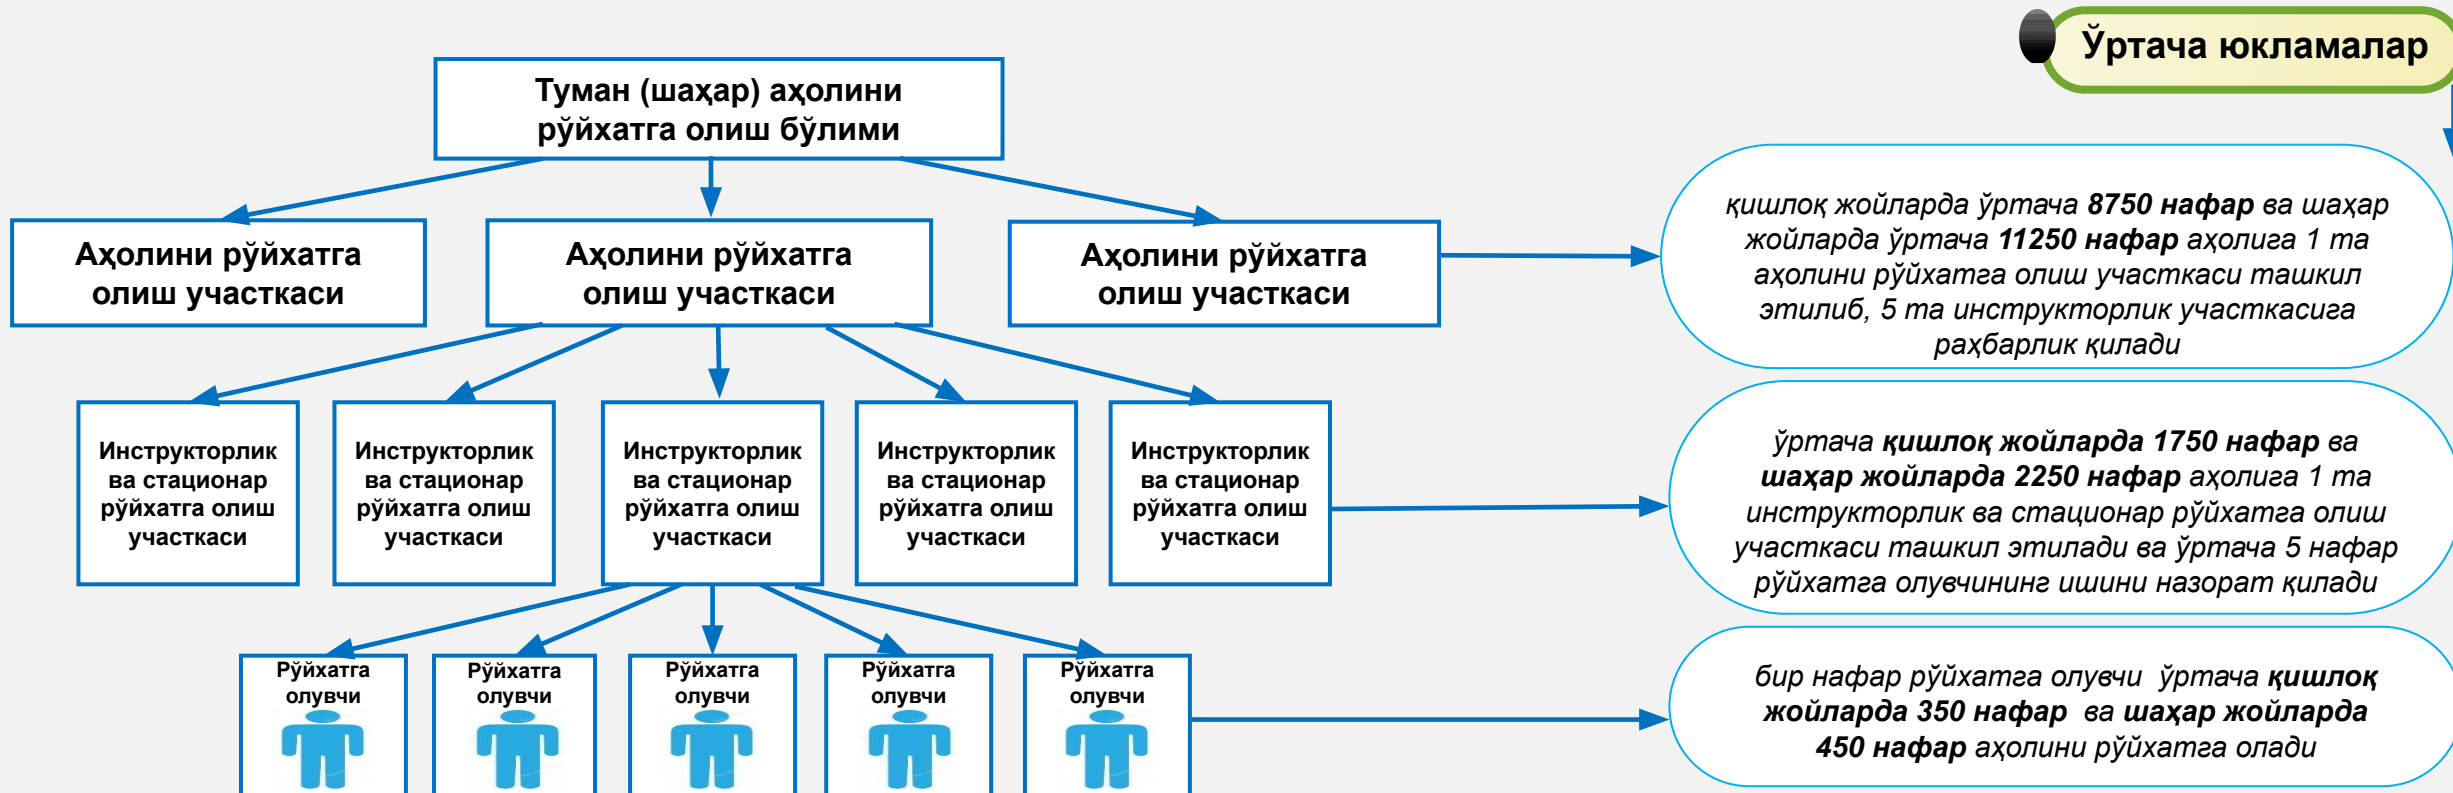 Ўртача юкламалар
Туман (шаҳар) аҳолини
рўйхатга олиш бўлими
Аҳолини рўйхатга
олиш участкаси
Аҳолини рўйхатга
олиш участкаси
Аҳолини рўйхатга
олиш участкаси
қишлоқ жойларда ўртача 8750 нафар ва шаҳар
жойларда ўртача 11250 нафар аҳолига 1 та
аҳолини рўйхатга олиш участкаси ташкил
этилиб, 5 та инструкторлик участкасига
раҳбарлик қилади
Инструкторлик
ва стационар
рўйхатга олиш
участкаси
Инструкторлик
ва стационар
рўйхатга олиш
участкаси
Инструкторлик
ва стационар
рўйхатга олиш
участкаси
Инструкторлик
ва стационар
рўйхатга олиш
участкаси
Инструкторлик
ва стационар
рўйхатга олиш
участкаси
ўртача қишлоқ жойларда 1750 нафар ва
шаҳар жойларда 2250 нафар аҳолига 1 та
инструкторлик ва стационар рўйхатга олиш
участкаси ташкил этилади ва ўртача 5 нафар
рўйхатга олувчининг ишини назорат қилади
Рўйхатга
олувчи
Рўйхатга
олувчи
Рўйхатга
олувчи
Рўйхатга
олувчи
Рўйхатга
олувчи
бир нафар рўйхатга олувчи ўртача қишлоқ
жойларда 350 нафар ва шаҳар жойларда
450 нафар аҳолини рўйхатга олади